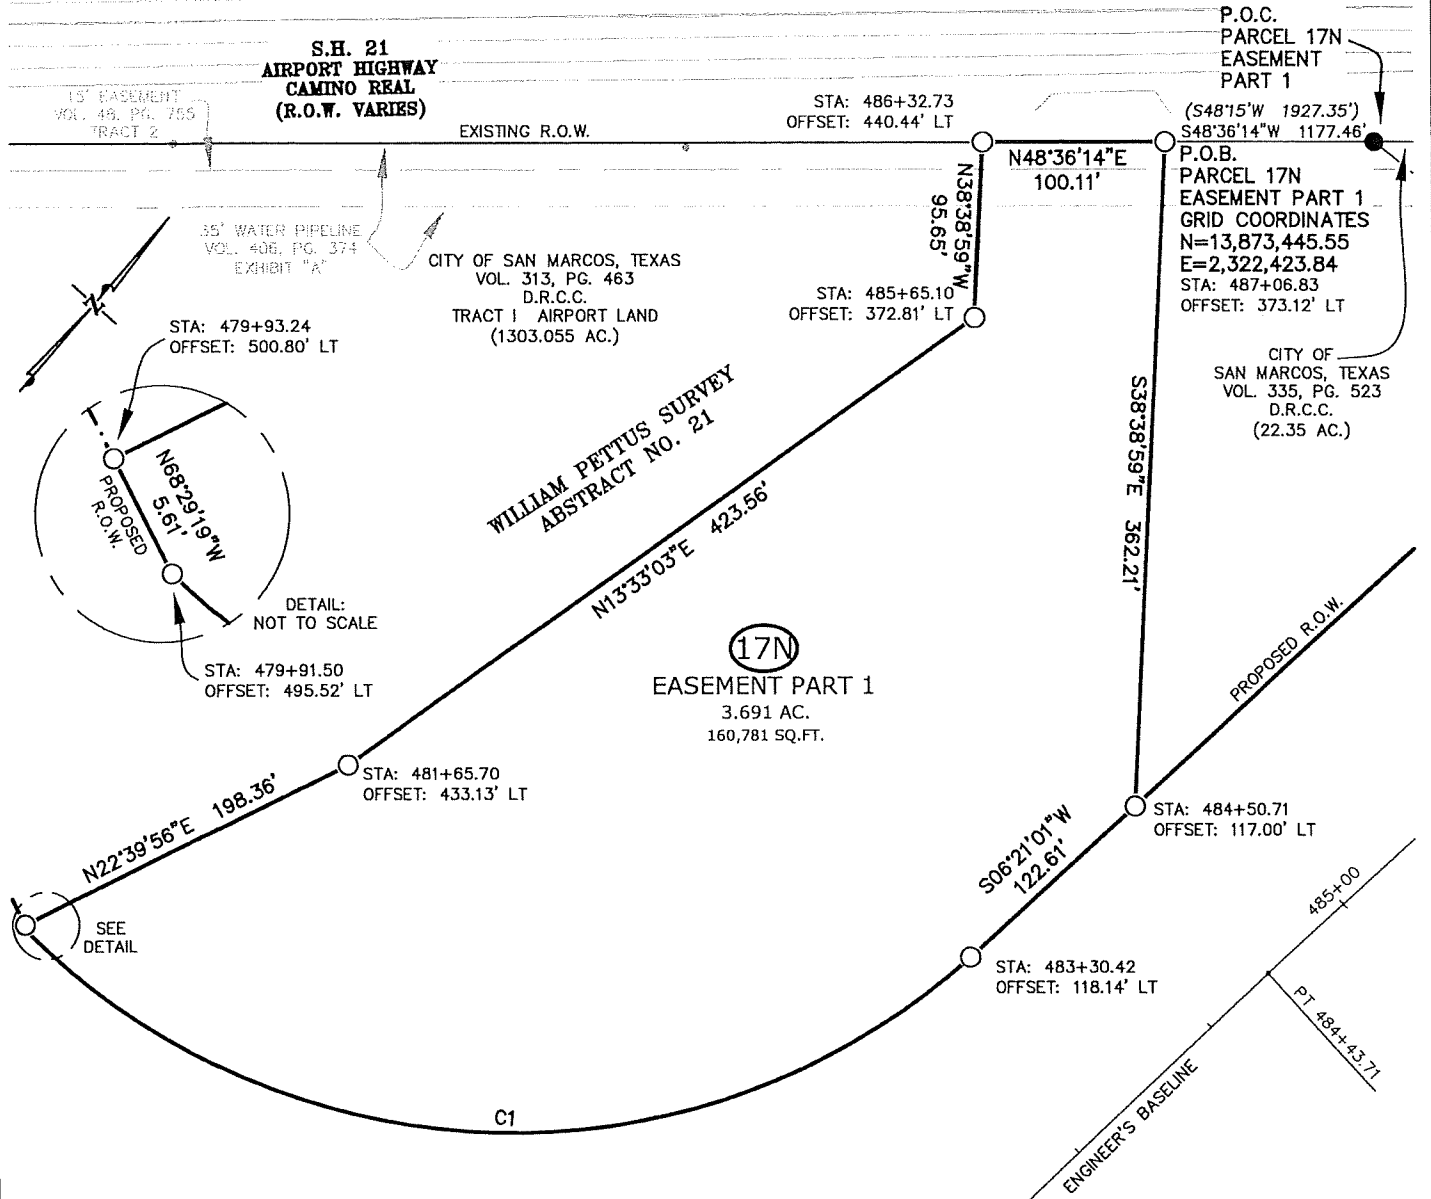 P.O.C.
PARCEL 17N
EASEMENT
PART 1
S.H. 21
AIRPORT HIGHWAY
CAMINO REAL
(R.O.W. VARIES)
15' EASEMENT
VOL. 48, PG. 755
TRACT 2
EXISTING R.O.W.
STA: 486+32.73
OFFSET: 440.44' LT
(S48°15'W 1927.35')
S48°36'14"W 1177.46'
N48°36'14"E
100.11'
P.O.B.
PARCEL 17N
EASEMENT PART 1
GRID COORDINATES
N=13,873,445.55
E=2,322,423.84
STA: 487+06.83
OFFSET: 373.12' LT
N38°38'59"W
95.65'
35' WATER PIPELINE
VOL. 406, PG. 374
EXHIBIT "A"
CITY OF SAN MARCOS, TEXAS
VOL. 313, PG. 463
D.R.C.C.
TRACT I AIRPORT LAND
(1303.055 AC.)
STA: 485+65.10
OFFSET: 372.81' LT
N
STA: 479+93.24
OFFSET: 500.80' LT
CITY OF
SAN MARCOS, TEXAS
VOL. 335, PG. 523
D.R.C.C.
(22.35 AC.)
WILLIAM PETTUS SURVEY
ABSTRACT NO. 21
S38°38'59"E 362.21'
N68°29'19"W
5.61'
PROPOSED
R.O.W.
N13°33'03"E 423.56'
DETAIL:
NOT TO SCALE
STA: 479+91.50
OFFSET: 495.52' LT
17N
EASEMENT PART 1
3.691 AC.
160,781 SQ.FT.
PROPOSED R.O.W.
STA: 481+65.70
OFFSET: 433.13' LT
N22°39'56"E 198.36'
S06°21'01"W
122.61'
STA: 484+50.71
OFFSET: 117.00' LT
SEE
DETAIL
485+00
STA: 483+30.42
OFFSET: 118.14' LT
PT 484+43.71
ENGINEER'S BASELINE
C1